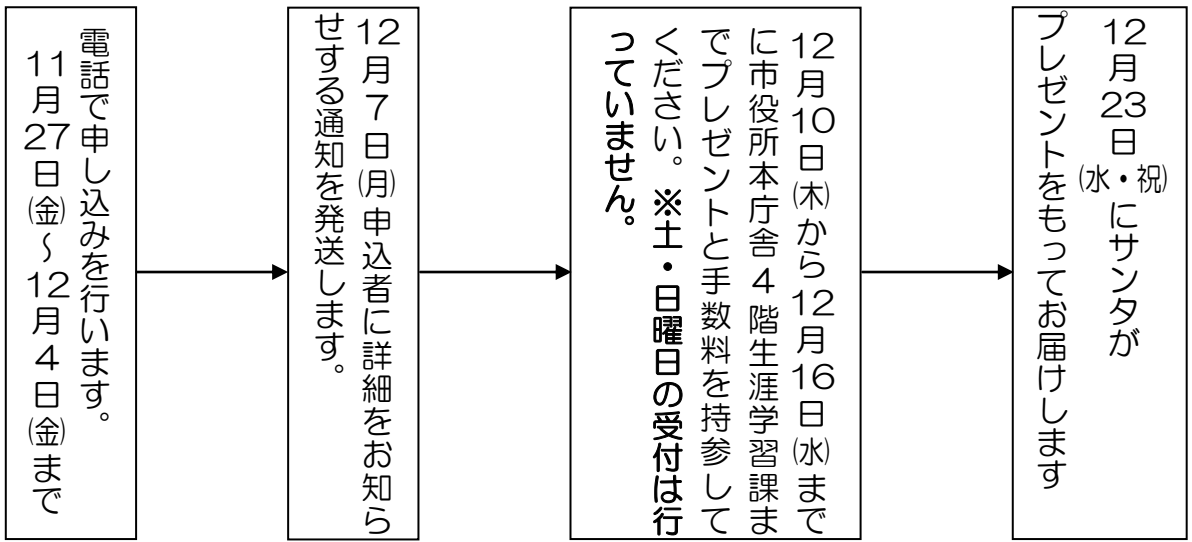 電話で申し込みを行います。
11月27日(金)～12月4日(金)まで
12月7日(月)申込者に詳細をお知ら
せする通知を発送します。
12月10日(木)から12月16日(水)まで
に市役所本庁舎4階生涯学習課ま
でプレゼントと手数料を持参して
ください。※土・日曜日の受付は行
っていません。
12月23日(水・祝)にサンタが
プレゼントをもってお届けします